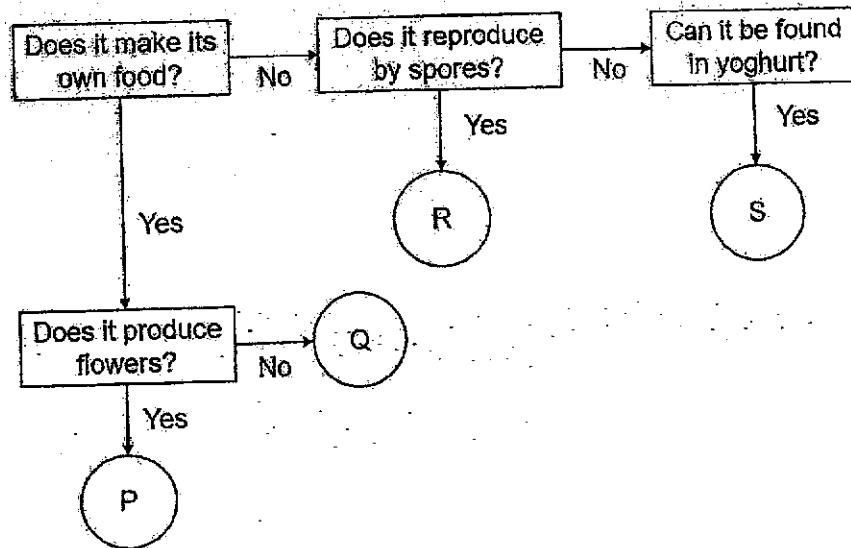 Does it make its
own food?
No
Does it reproduce
by spores?
No
Can it be found
in yoghurt?
Yes
Yes
R
S
Yes
Does it produce
flowers?
No
Q
Yes
P